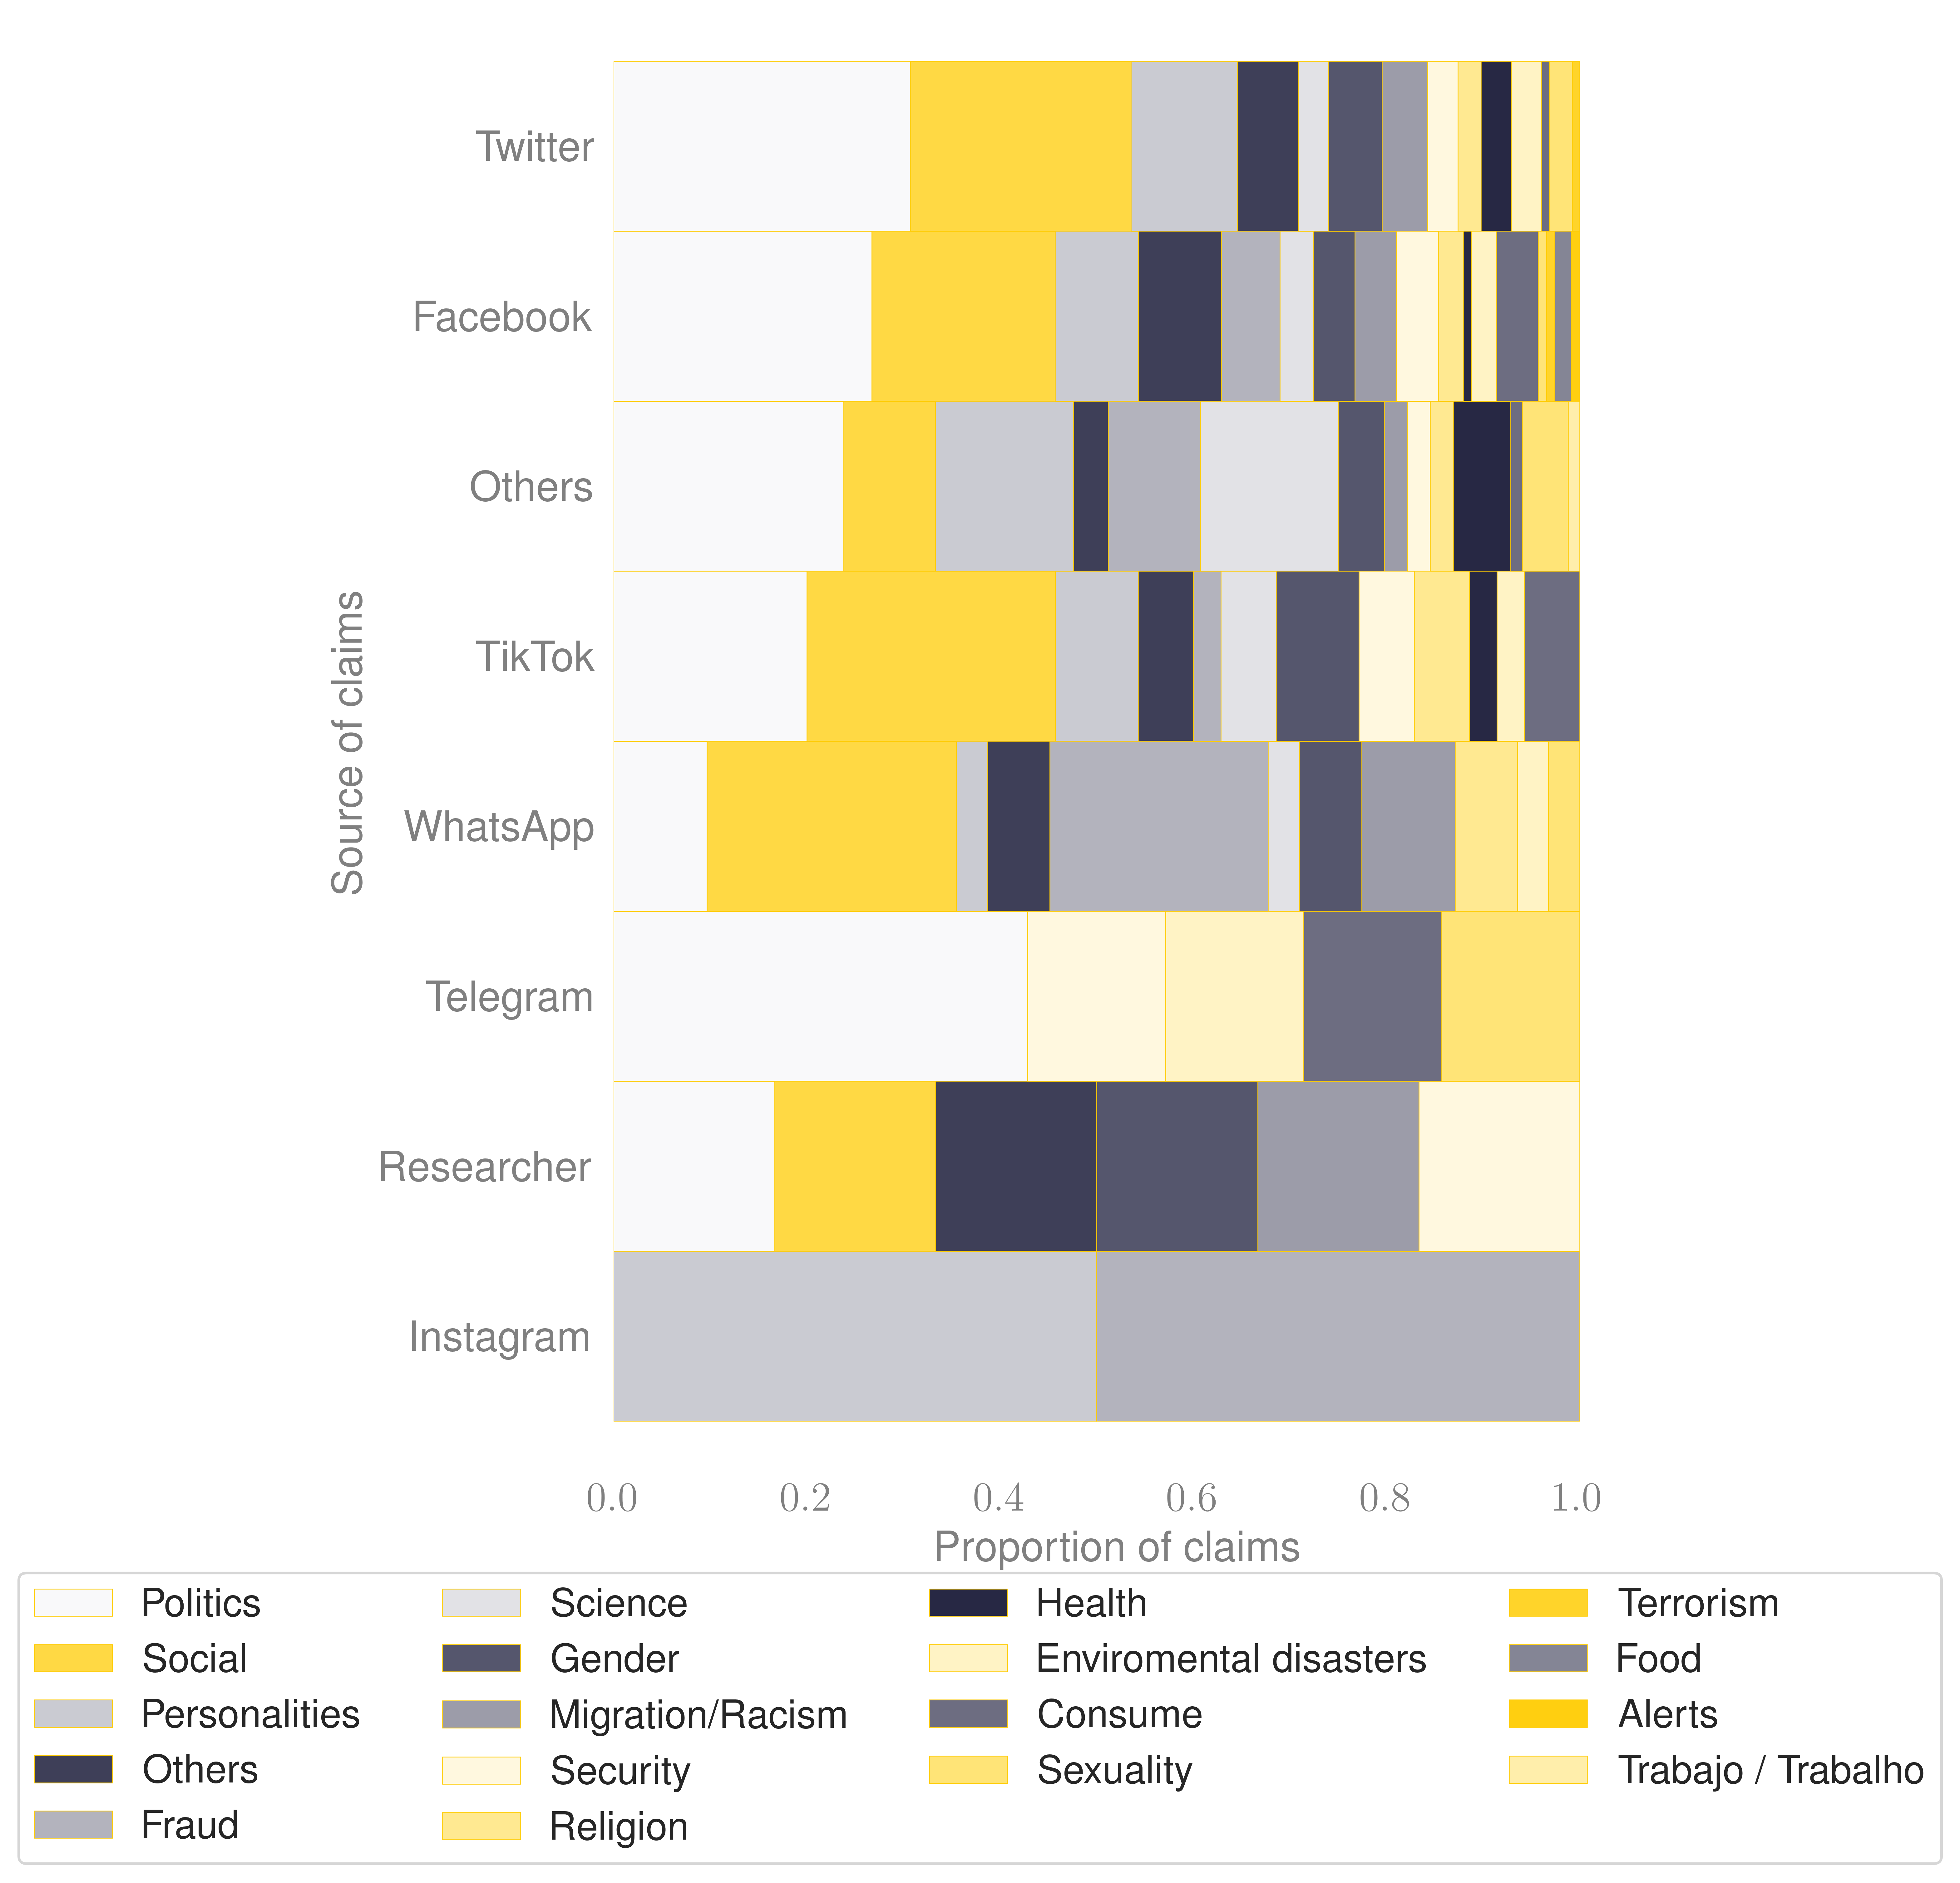 Twitter
Facebook
Others
TikTok
WhatsApp
Telegram
Researcher
Instagram
Source of claims
0.0 0.2 0.4 0.6 0.8 1.0
Proportion of claims
Politics
Social
Personalities
Others
Fraud
Science
Gender
Migration/Racism
Security
Religion
Health
Enviromental disasters
Consume
Sexuality
Terrorism
Food
Alerts
Trabajo / Trabalho